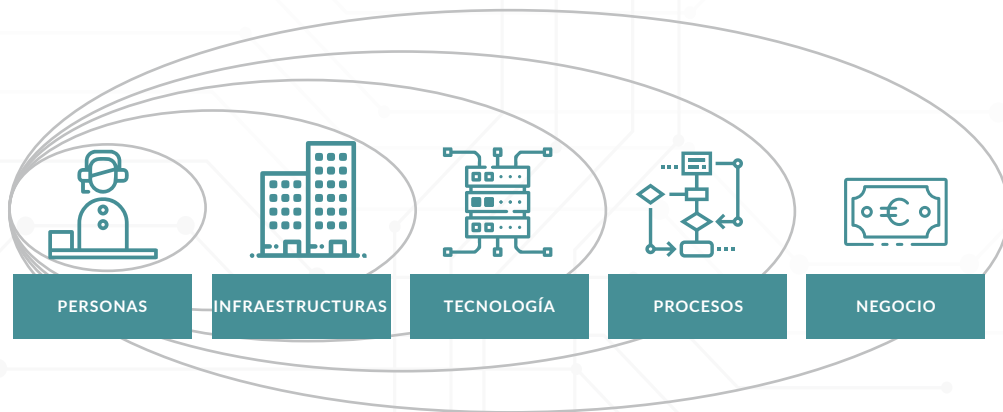 PERSONAS
INFRAESTRUCTURAS
TECNOLOGÍA
PROCESOS
NEGOCIO